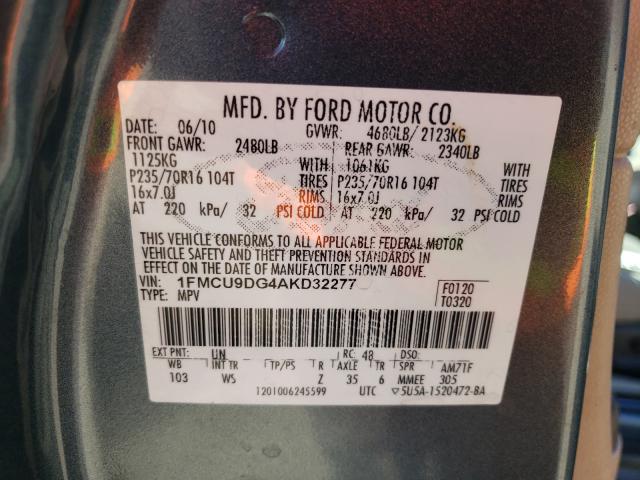 MFD. BY FORD MOTOR CO.
DATE: 06/10 GVWR: 4680LB/ 2123KG
FRONT GAWR: 2480LB REAR GAWR: 2340LB
1125KG WITH 1061KG WITH
P235/70R16 104T TIRES P235/70R16 104T TIRES
16x7.0J RIMS 16x7.0J RIMS
AT 220 kPa/ 32 PSI COLD AT 220 kPa/ 32 PSI COLD
THIS VEHICLE CONFORMS TO ALL APPLICABLE FEDERAL MOTOR
VEHICLE SAFETY AND THEFT PREVENTION STANDARDS IN
EFFECT ON THE DATE OF MANUFACTURE SHOWN ABOVE.
VIN: 1FMCU9DG4AKD32277 F0120
TYPE: MPV T0320
EXT PNT: UN RC: 48 DSO:
WB INT TR TP/PS R AXLE TR SPR AM71F
103 WS Z 35 6 MMEE 305
1201006245599 UTC ▽5U5A-1520472-BA